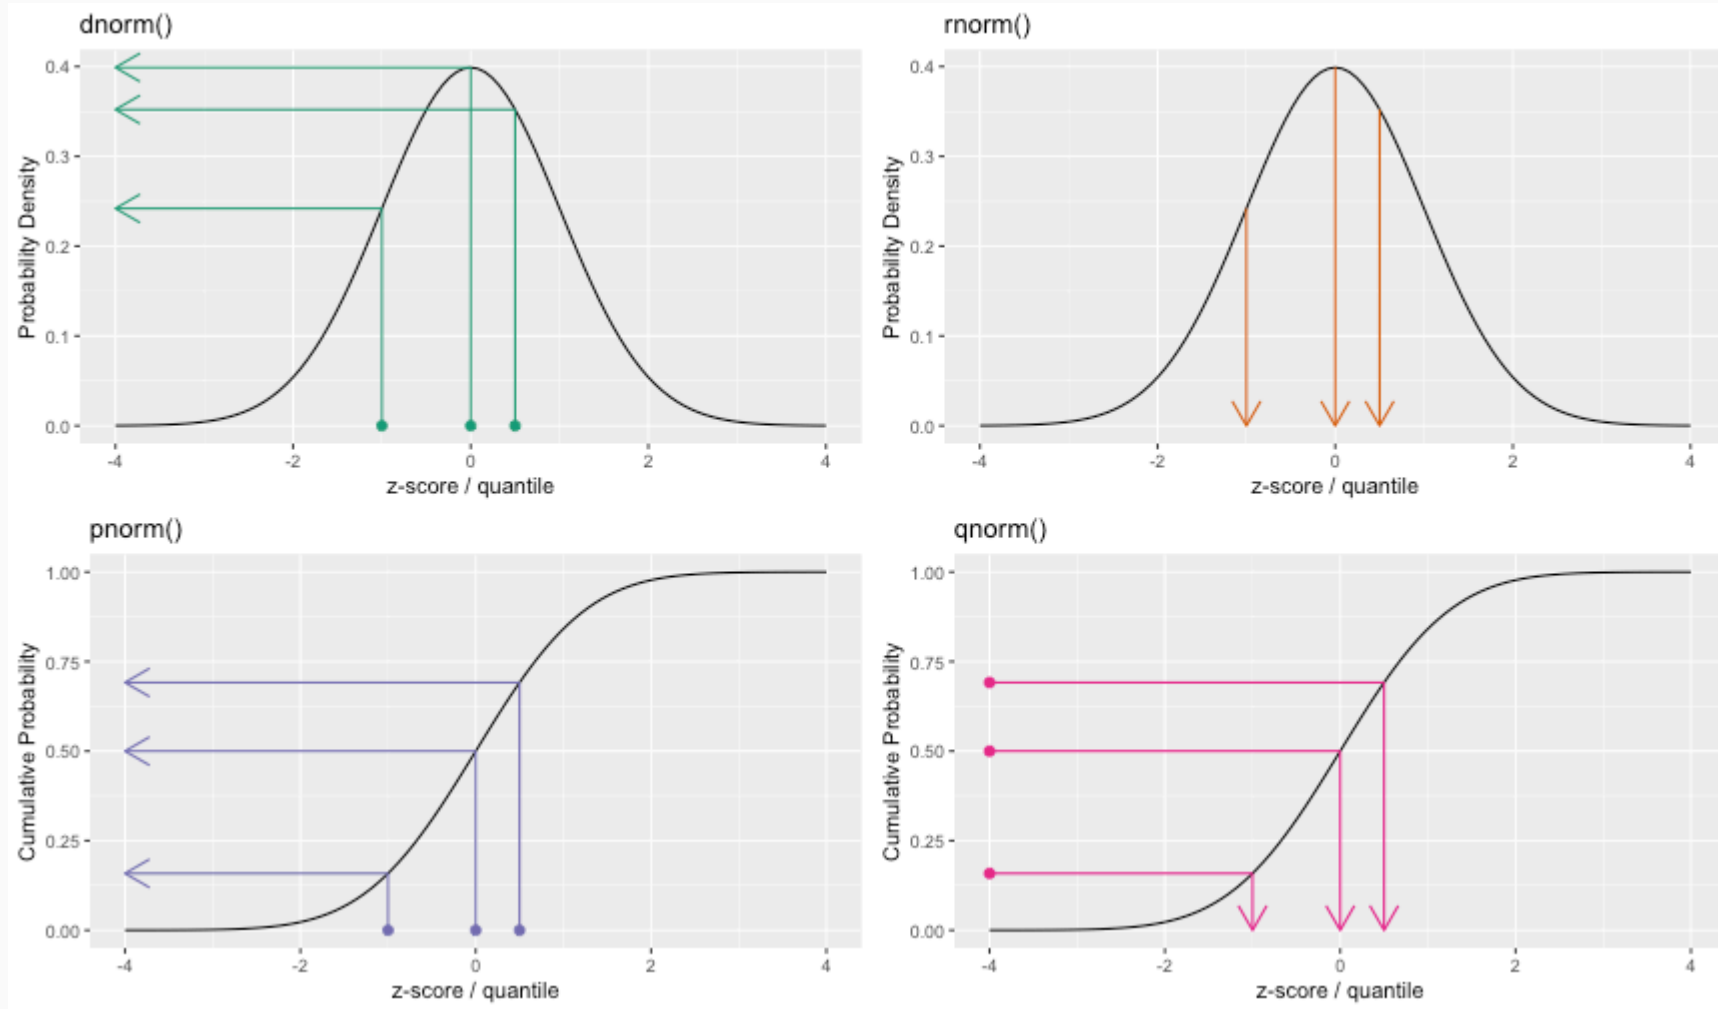 dnorm()
Probability Density
0.4
0.3
0.2
0.1
0.0
-4 -2 0 2 4
z-score / quantile
rnorm()
Probability Density
0.4
0.3
0.2
0.1
0.0
-4 -2 0 2 4
z-score / quantile
pnorm()
Cumulative Probability
1.00
0.75
0.50
0.25
0.00
-4 -2 0 2 4
z-score / quantile
qnorm()
Cumulative Probability
1.00
0.75
0.50
0.25
0.00
-4 -2 0 2 4
z-score / quantile